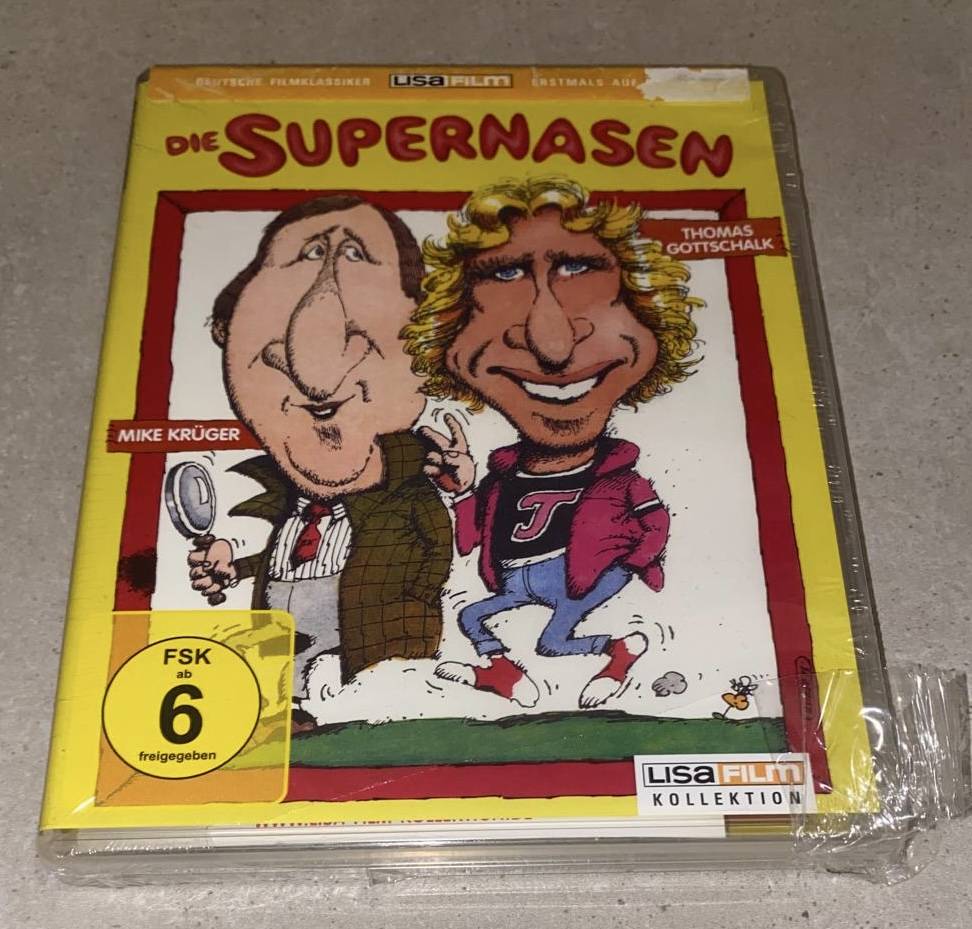 DEUTSCHE FILMKLASSIKER LISA FILM ERSTMALS AUF
DIE SUPERNASEN
THOMAS
GOTTSCHALK
MIKE KRÜGER
J
FSK
ab
6
freigegeben
LISA FILM
KOLLEKTION